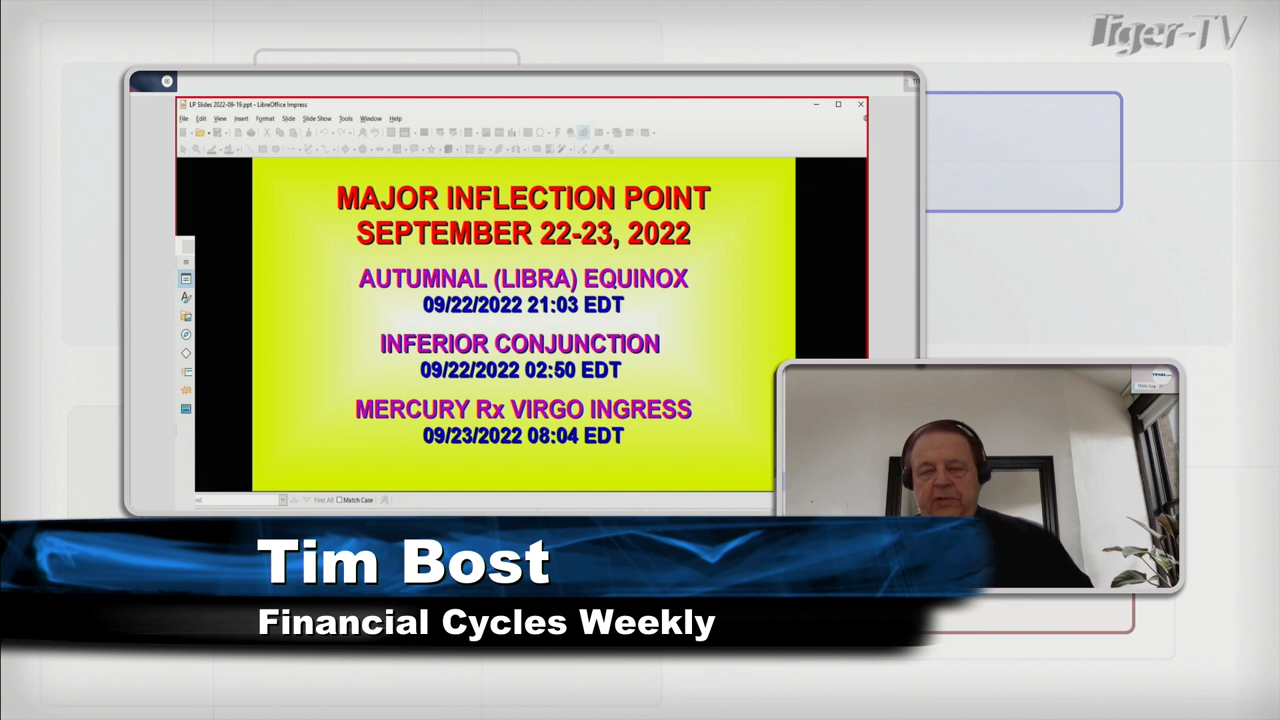 Tiger-TV
LP Slides 2022-09-19.ppt - LibreOffice Impress
File Edit View Insert Format Slide Slide Show Tools Window Help
MAJOR INFLECTION POINT
SEPTEMBER 22-23, 2022
AUTUMNAL (LIBRA) EQUINOX
09/22/2022 21:03 EDT
INFERIOR CONJUNCTION
09/22/2022 02:50 EDT
MERCURY Rx VIRGO INGRESS
09/23/2022 08:04 EDT
Find All Match Case
Tim Bost
Financial Cycles Weekly